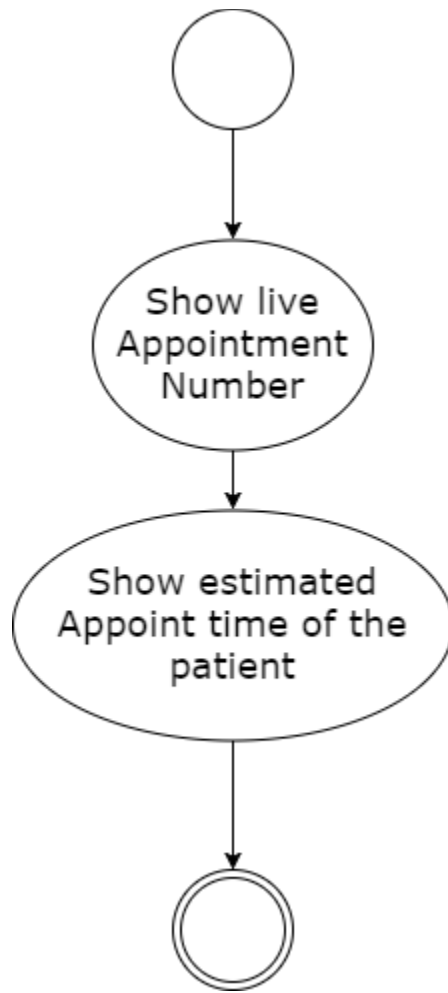 Show live
Appointment
Number
Show estimated
Appoint time of the
patient